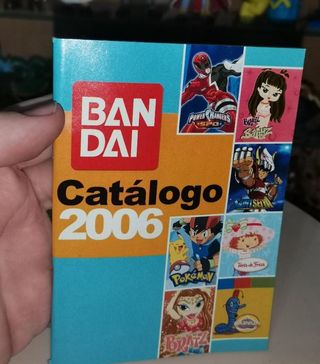 BAN
DAI
POWER RANGERS
S.P.D.
BRATZ
Catálogo
2006
POKéMON
BRATZ